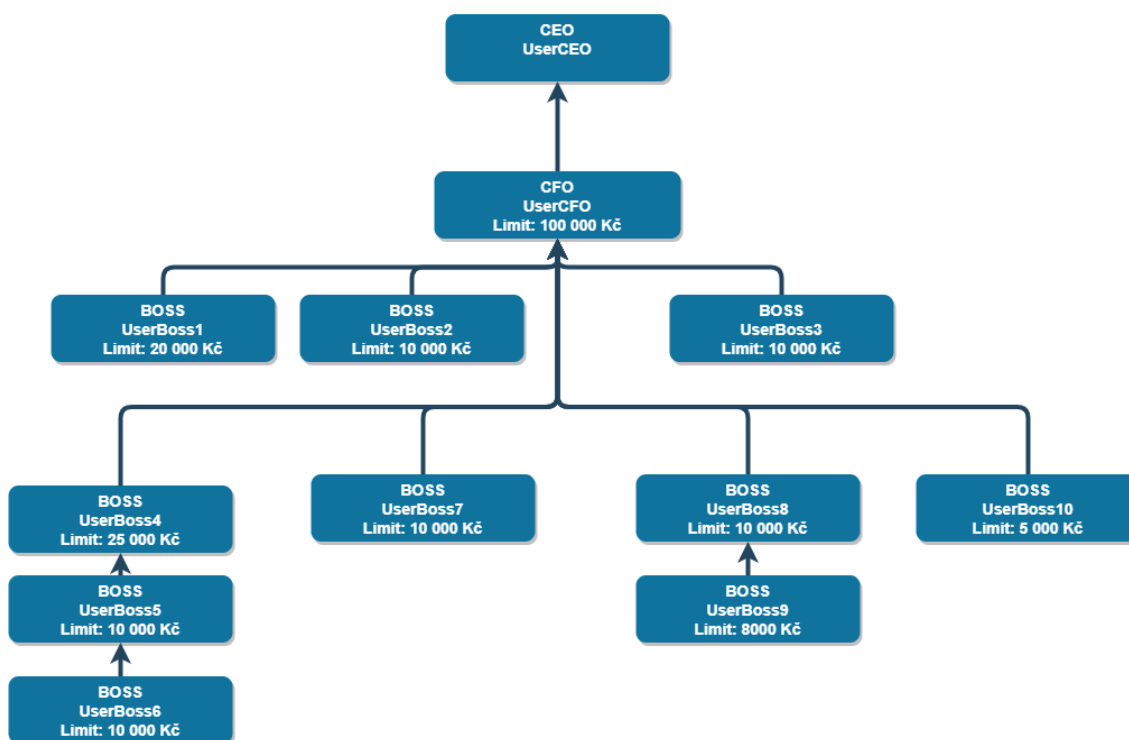 CEO
UserCEO
CFO
UserCFO
Limit: 100 000 Kč
BOSS
UserBoss1
Limit: 20 000 Kč
BOSS
UserBoss2
Limit: 10 000 Kč
BOSS
UserBoss3
Limit: 10 000 Kč
BOSS
UserBoss4
Limit: 25 000 Kč
BOSS
UserBoss7
Limit: 10 000 Kč
BOSS
UserBoss8
Limit: 10 000 Kč
BOSS
UserBoss10
Limit: 5 000 Kč
BOSS
UserBoss5
Limit: 10 000 Kč
BOSS
UserBoss9
Limit: 8000 Kč
BOSS
UserBoss6
Limit: 10 000 Kč